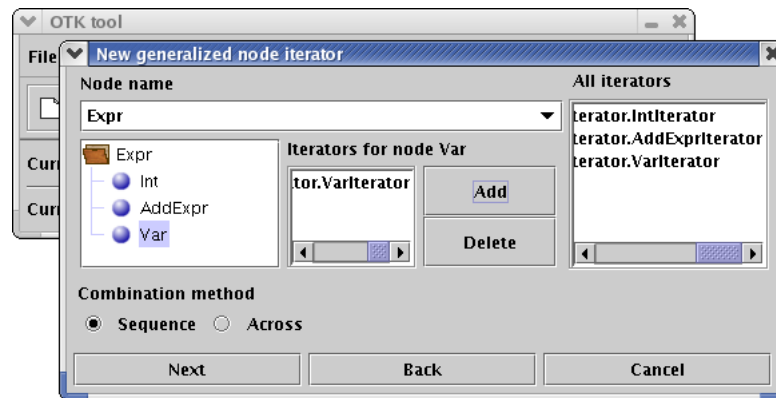 OTK tool
File
New generalized node iterator
Node name
All iterators
Expr
terator.IntIterator
terator.AddExprIterator
terator.VarIterator
Expr
Int
AddExpr
Var
Iterators for node Var
tor.VarIterator
Add
Delete
Curr
Curr
Combination method
Sequence
Across
Next
Back
Cancel